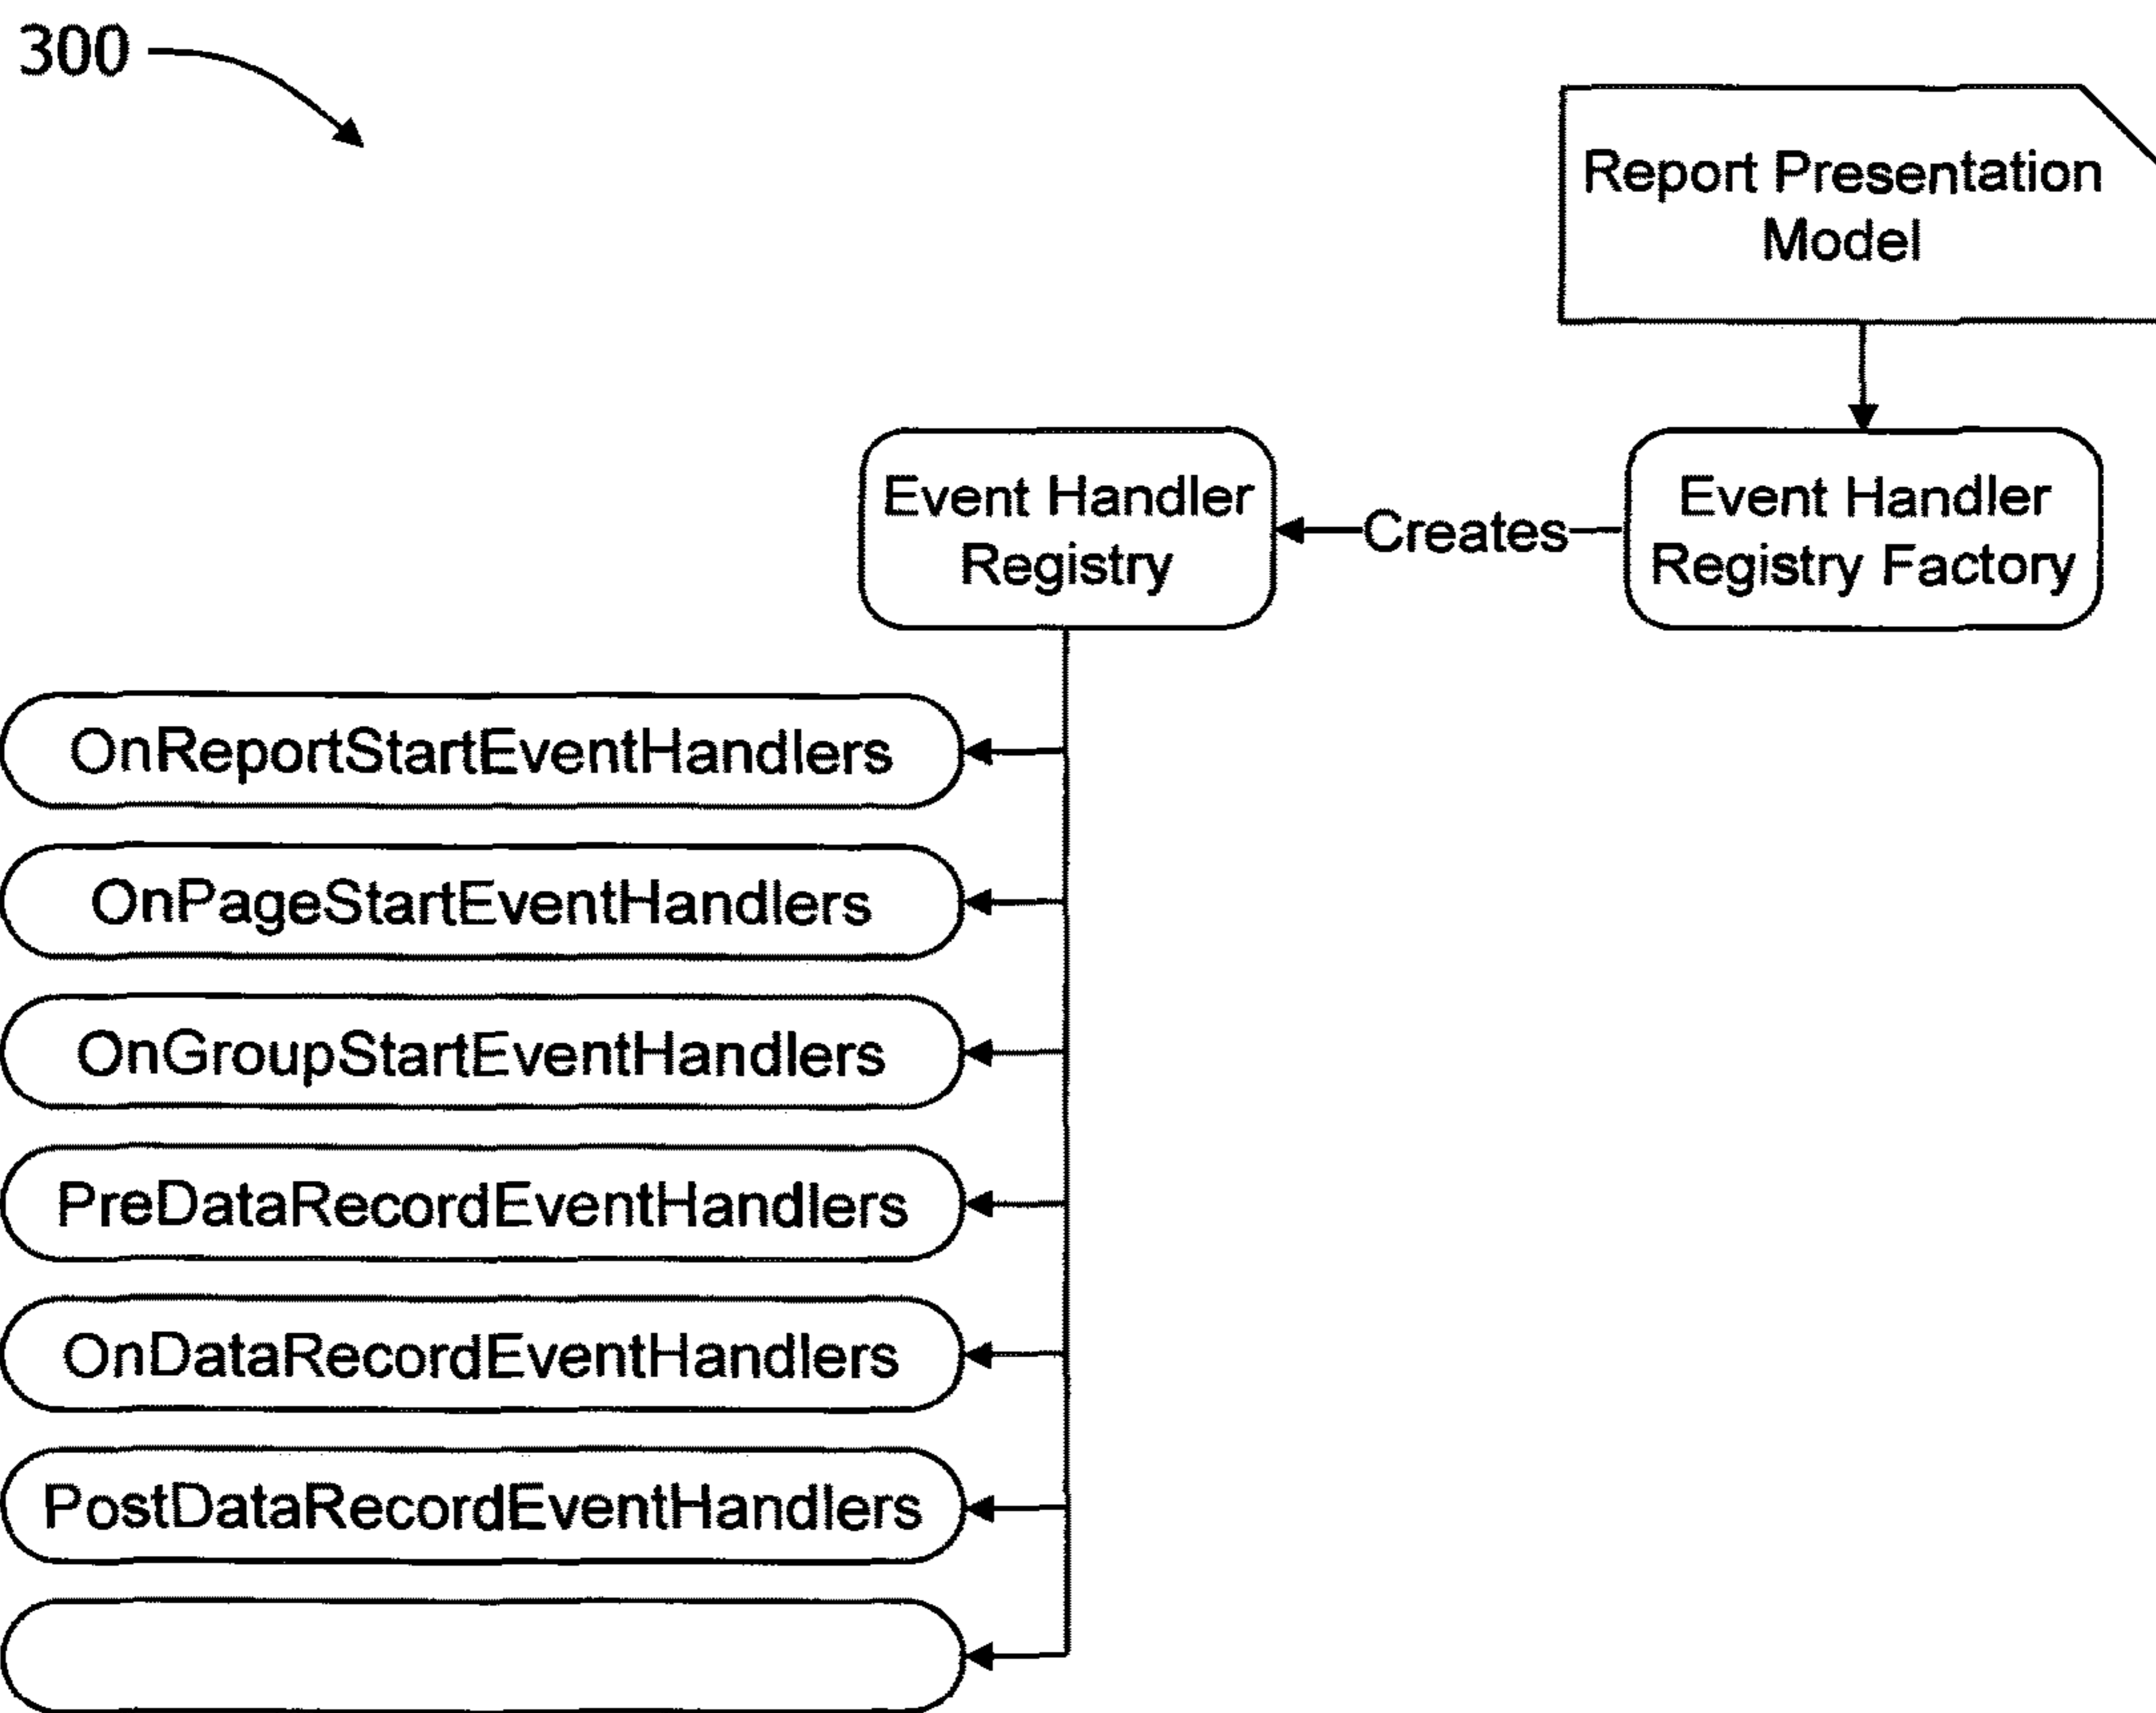 300
Report Presentation
Model
Event Handler
Registry
Creates
Event Handler
Registry Factory
OnReportStartEventHandlers
OnPageStartEventHandlers
OnGroupStartEventHandlers
PreDataRecordEventHandlers
OnDataRecordEventHandlers
PostDataRecordEventHandlers